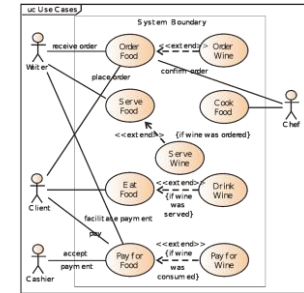 uc Use Cases
System Boundary
receive order
Order
Food
<<extend>>
Order
Wine
Waiter
place order
confirm order
Serve
Food
Cook
Food
Chef
<<extend>>
{if wine was ordered}
Serve
Wine
Eat
Food
<<extend>>
{if wine
was
served}
Drink
Wine
Client
facilitate payment
pay
accept
payment
Pay for
Food
<<extend>>
{if wine
was
consumed}
Pay for
Wine
Cashier